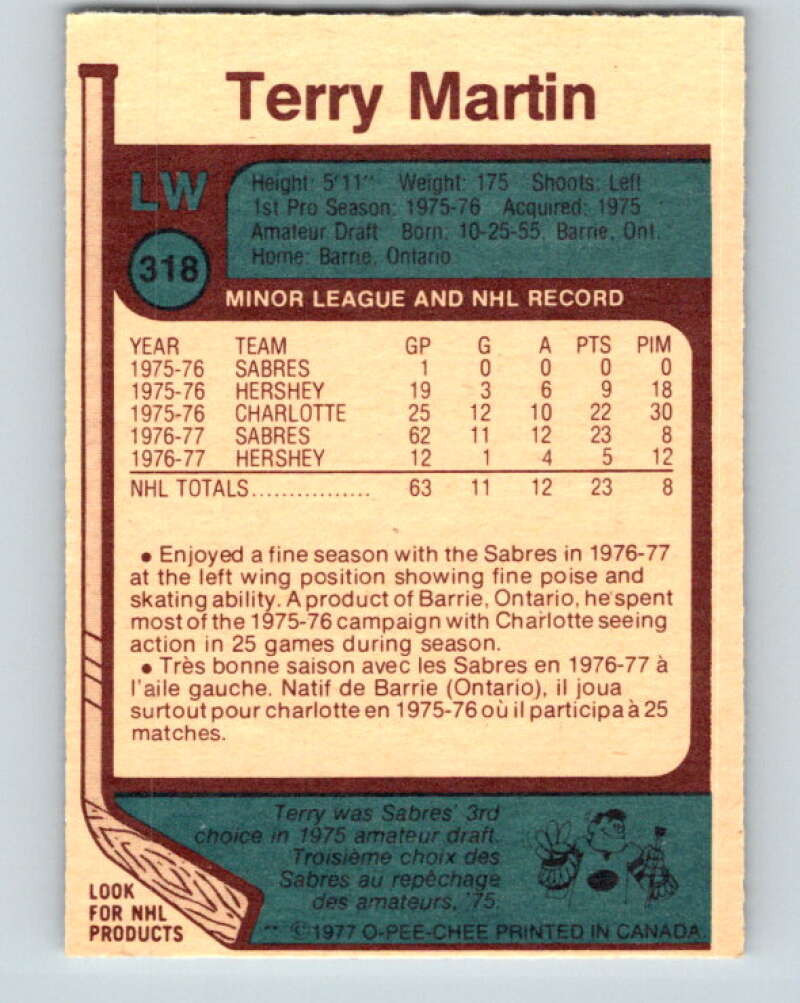 Terry Martin
LW
318
Height: 5'11" Weight: 175 Shoots: Left
1st Pro Season: 1975-76 Acquired: 1975
Amateur Draft Born: 10-25-55, Barrie, Ont.
Home: Barrie, Ontario
MINOR LEAGUE AND NHL RECORD
YEAR TEAM GP G A PTS PIM
1975-76 SABRES 1 0 0 0 0
1975-76 HERSHEY 19 3 6 9 18
1975-76 CHARLOTTE 25 12 10 22 30
1976-77 SABRES 62 11 12 23 8
1976-77 HERSHEY 12 1 4 5 12
NHL TOTALS................ 63 11 12 23 8
● Enjoyed a fine season with the Sabres in 1976-77
at the left wing position showing fine poise and
skating ability. A product of Barrie, Ontario, he spent
most of the 1975-76 campaign with Charlotte seeing
action in 25 games during season.
● Très bonne saison avec les Sabres en 1976-77 à
l'aile gauche. Natif de Barrie (Ontario), il joua
surtout pour charlotte en 1975-76 où il participa à 25
matches.
Terry was Sabres' 3rd
choice in 1975 amateur draft.
Troisième choix des
Sabres au repêchage
des amateurs, '75.
LOOK
FOR NHL
PRODUCTS
** © 1977 O-PEE-CHEE PRINTED IN CANADA.